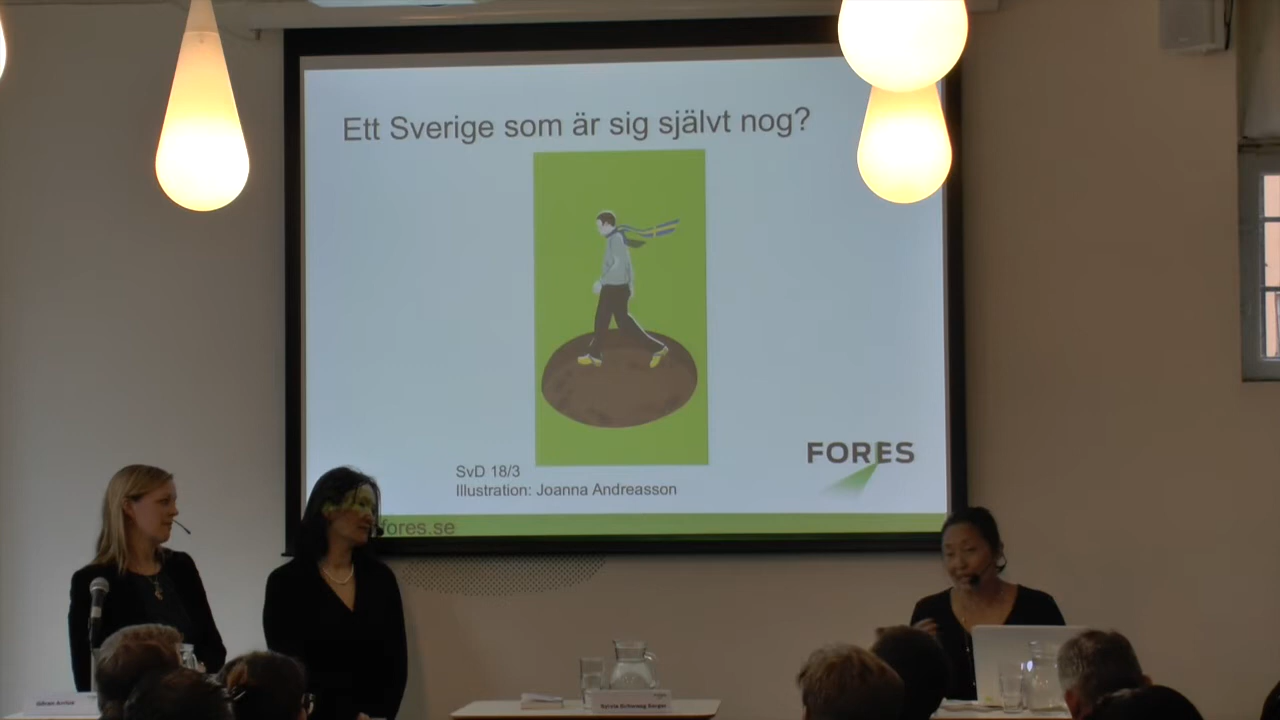 Ett Sverige som är sig självt nog?
FORES
SvD 18/3
Illustration: Joanna Andreasson
fores.se